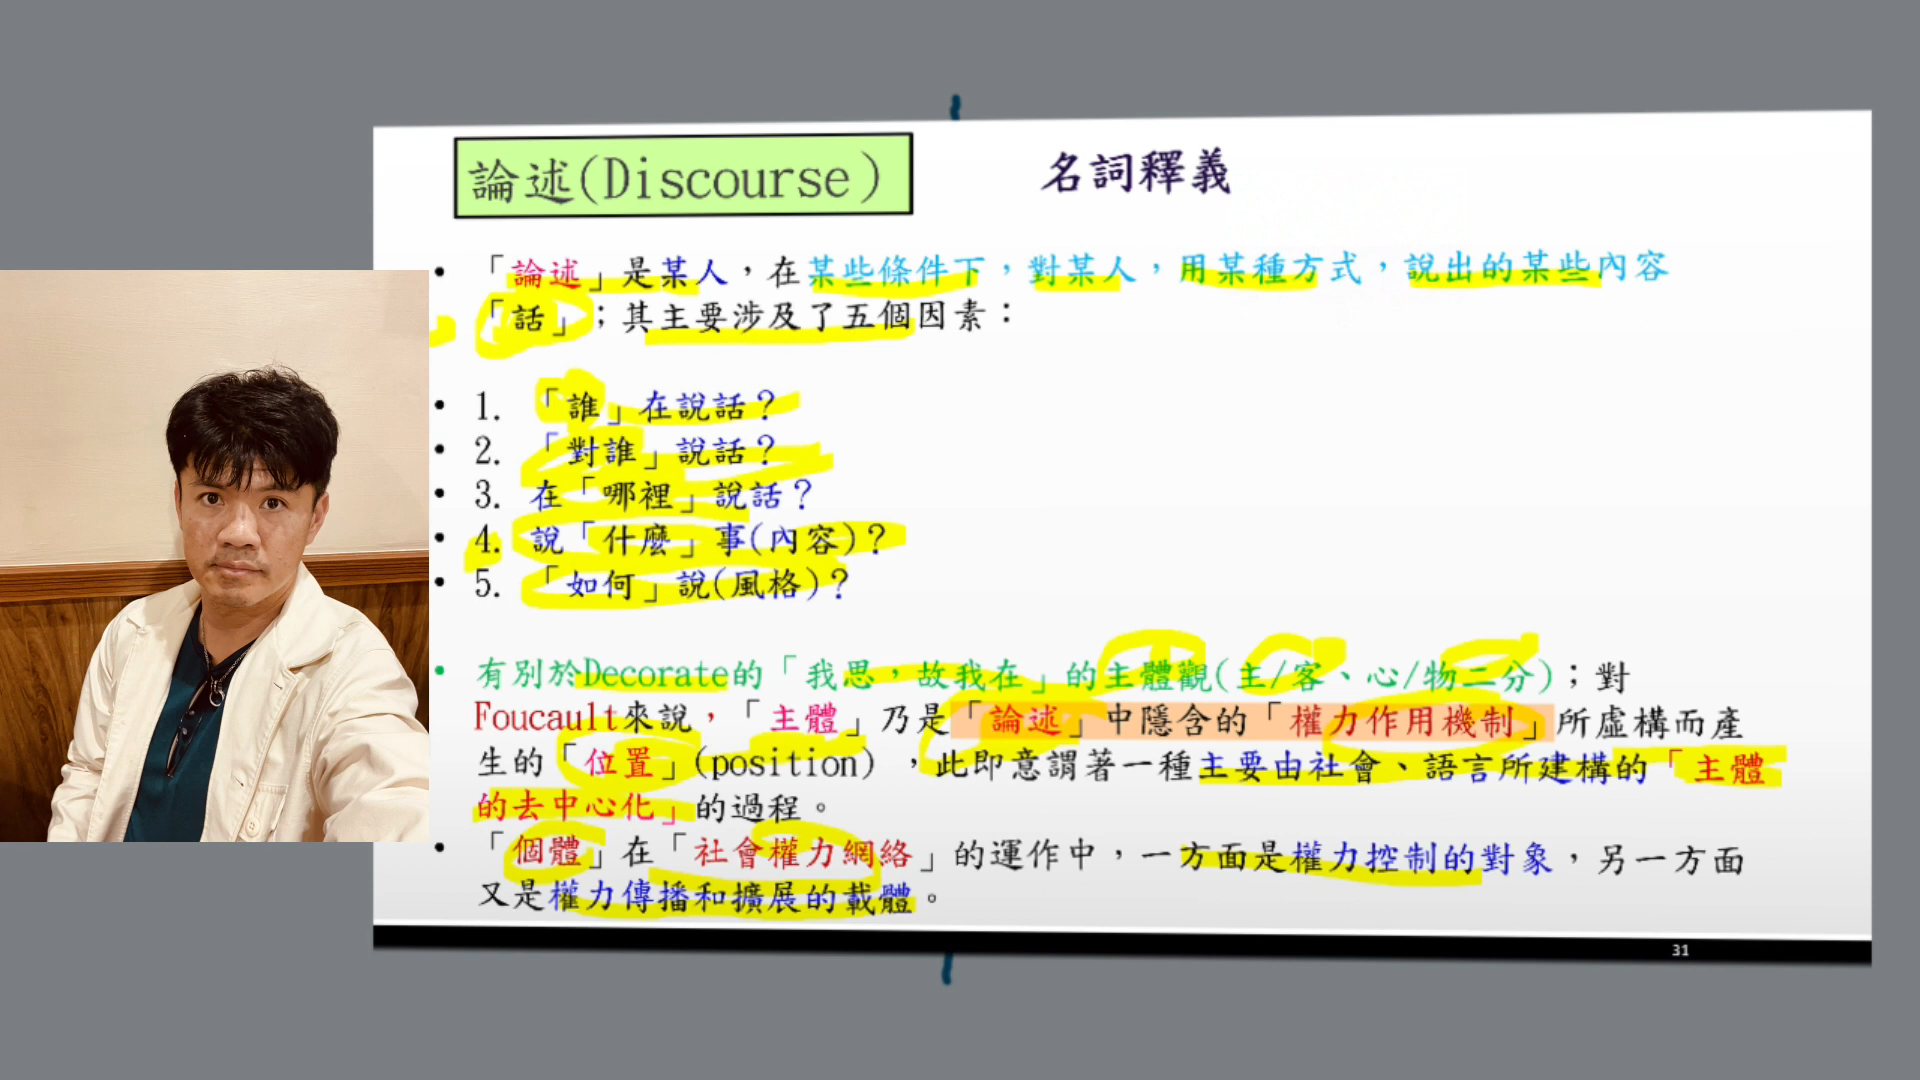 論述(Discourse)
名詞釋義
• 「論述」是某人，在某些條件下，對某人，用某種方式，說出的某些內容
「話」；其主要涉及了五個因素：
• 1. 「誰」在說話？
• 2. 「對誰」說話？
• 3. 在「哪裡」說話？
• 4. 說「什麼」事(內容)？
• 5. 「如何」說(風格)？
• 有別於Decorate的「我思，故我在」的主體觀(主/客、心/物二分)；對
Foucault來說，「主體」乃是「論述」中隱含的「權力作用機制」所虛構而產
生的「位置」(position) ，此即意謂著一種主要由社會、語言所建構的「主體
的去中心化」的過程。
• 「個體」在「社會權力網絡」的運作中，一方面是權力控制的對象，另一方面
又是權力傳播和擴展的載體。
31